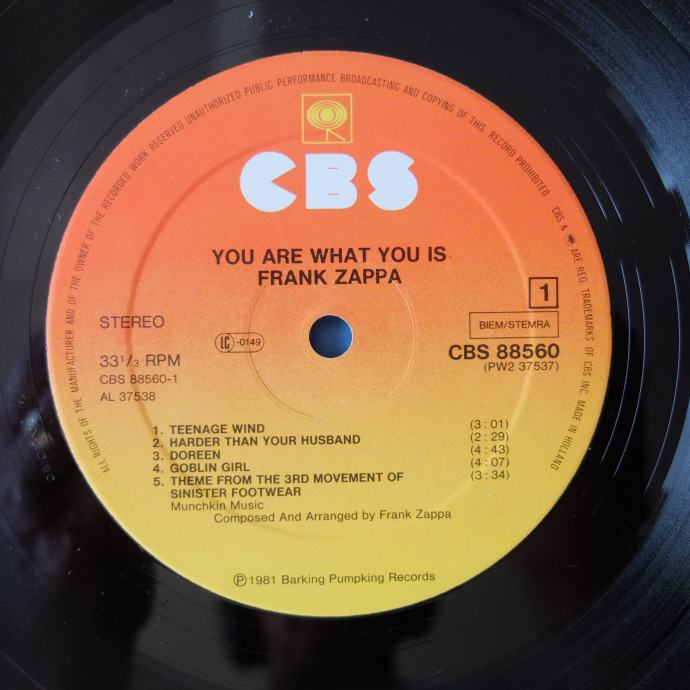 ALL RIGHTS OF THE MANUFACTURER AND OF THE OWNER OF THE RECORDED WORK RESERVED UNAUTHORIZED PUBLIC PERFORMANCE BROADCASTING AND COPYING OF THIS RECORD PROHIBITED
CBS & ARE REG. TRADEMARKS OF CBS INC. MADE IN HOLLAND
CBS
YOU ARE WHAT YOU IS
FRANK ZAPPA
1
STEREO
LC -0149
BIEM/STEMRA
33 1/3 RPM
CBS 88560
CBS 88560-1
(PW2 37537)
AL 37538
1. TEENAGE WIND (3:01)
2. HARDER THAN YOUR HUSBAND (2:29)
3. DOREEN (4:43)
4. GOBLIN GIRL (4:07)
5. THEME FROM THE 3RD MOVEMENT OF (3:34)
SINISTER FOOTWEAR
Munchkin Music
Composed And Arranged by Frank Zappa
℗ 1981 Barking Pumpking Records